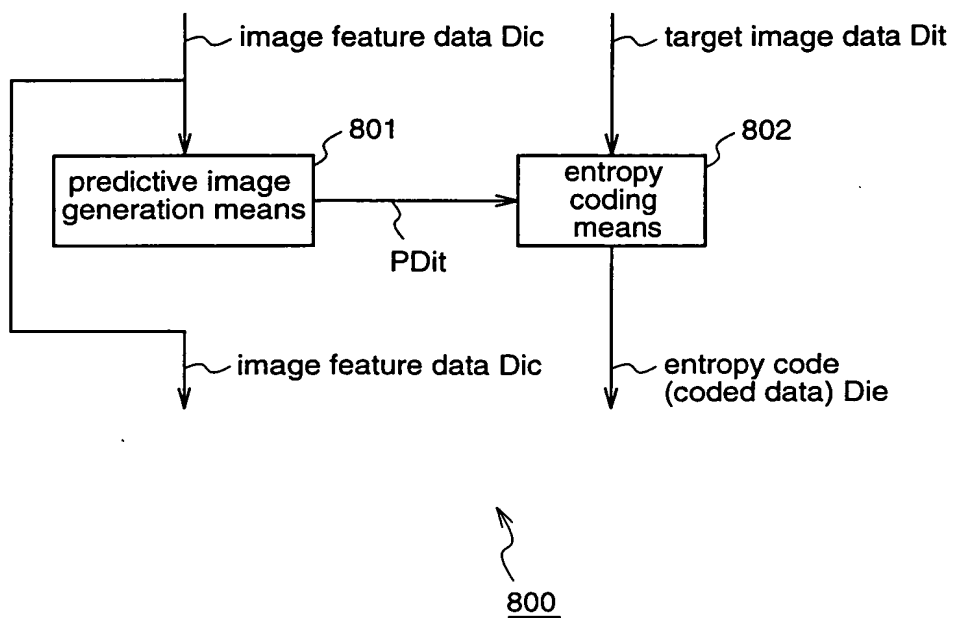 image feature data Dic
target image data Dit
801
802
predictive image
generation means
entropy
coding
means
PDit
image feature data Dic
entropy code
(coded data) Die
800